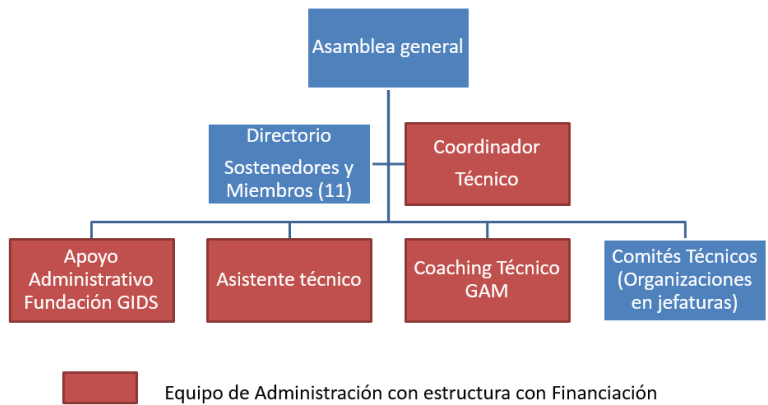 Asamblea general
Directorio
Sostenedores y
Miembros (11)
Coordinador
Técnico
Apoyo
Administrativo
Fundación GIDS
Asistente técnico
Coaching Técnico
GAM
Comités Técnicos
(Organizaciones
en jefaturas)
Equipo de Administración con estructura con Financiación